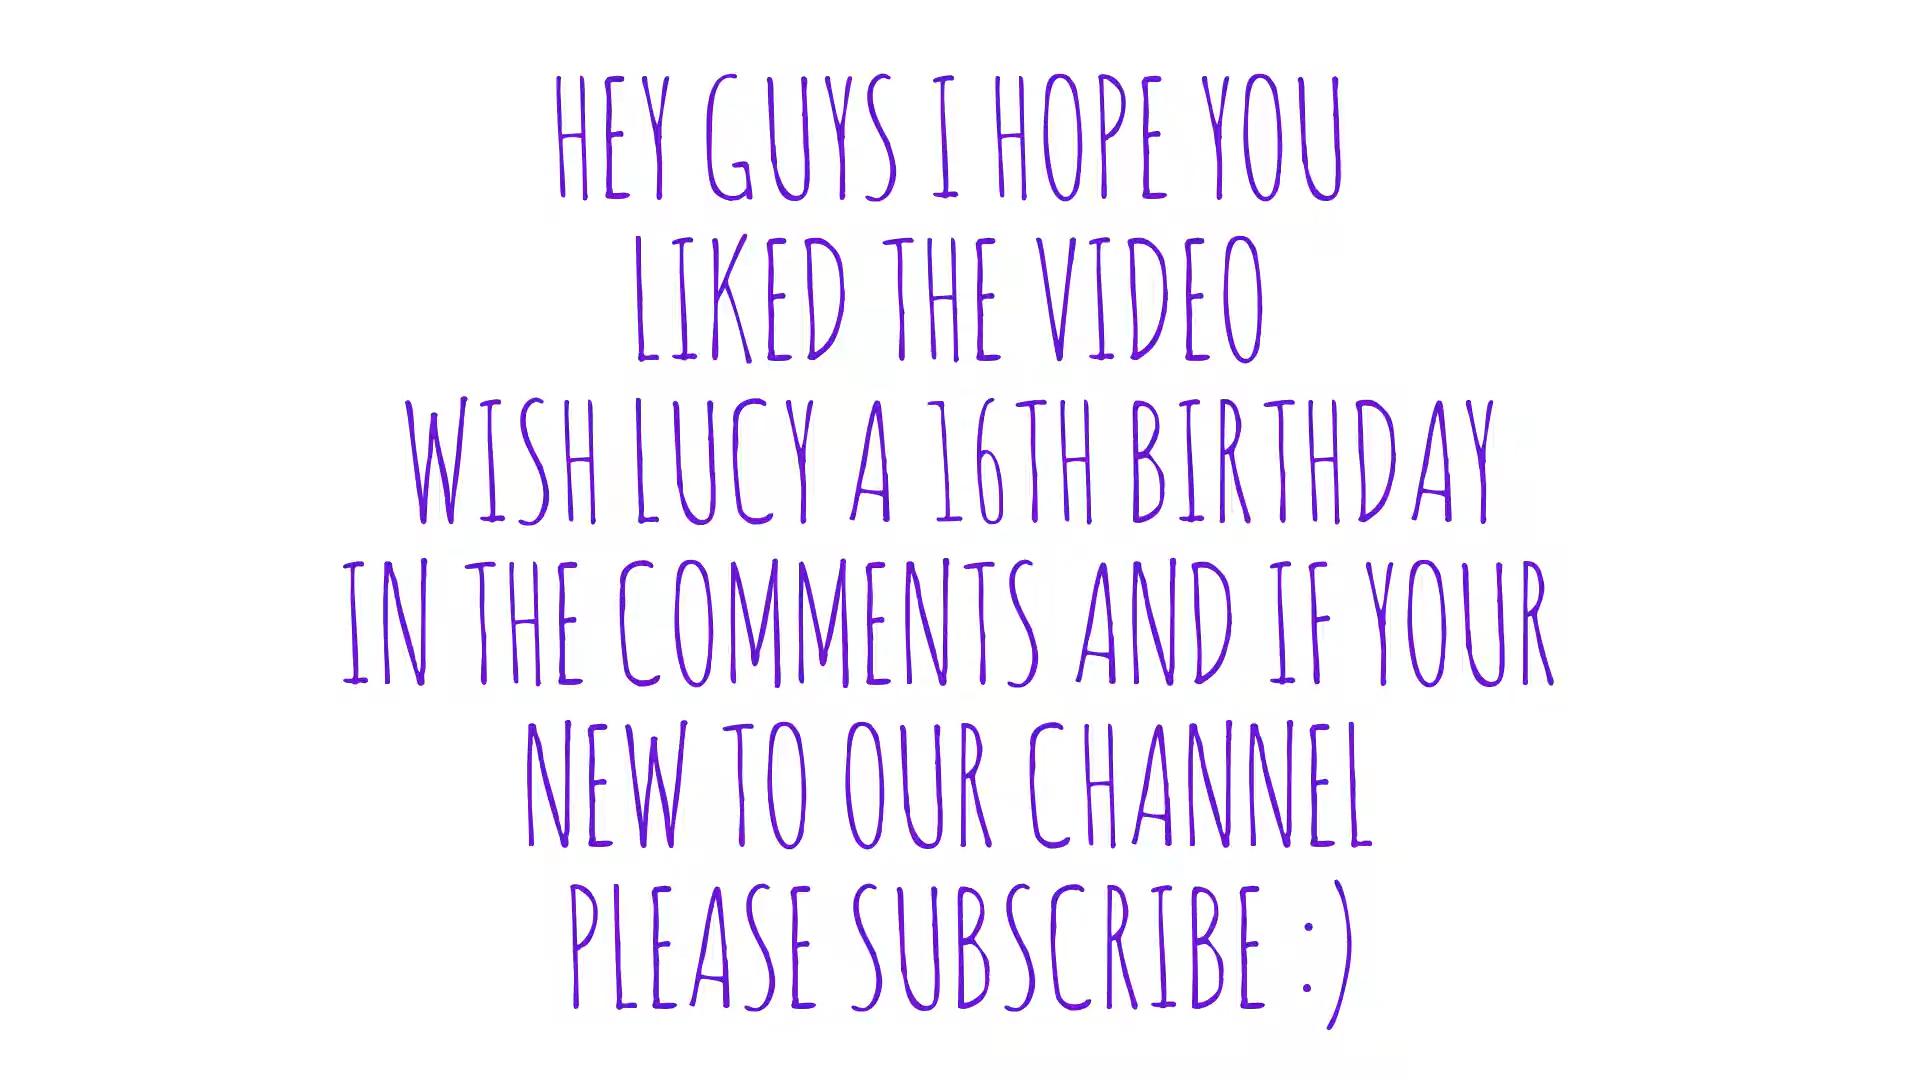 HEY GUYS I HOPE YOU
LIKED THE VIDEO
WISH LUCY A 16TH BIRTHDAY
IN THE COMMENTS AND IF YOUR
NEW TO OUR CHANNEL
PLEASE SUBSCRIBE :)